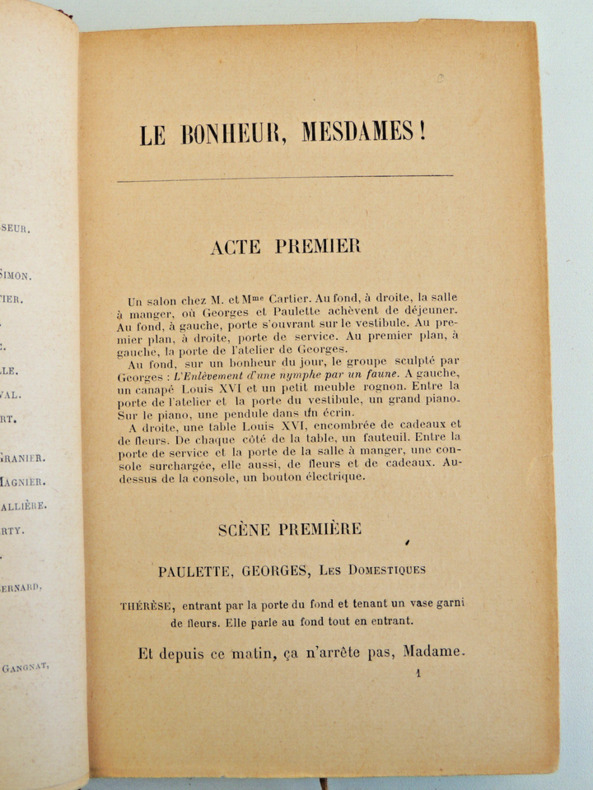 SEUR.
SIMON.
TIER.
LLE.
VAL.
RT.
GRANIER.
MAGNIER.
ALLIÈRE.
RTY.
ERNARD.
GANGNAT.
LE BONHEUR, MESDAMES !
ACTE PREMIER
Un salon chez M. et Mme Cartier. Au fond, à droite, la salle
à manger, où Georges et Paulette achèvent de déjeuner.
Au fond, à gauche, porte s'ouvrant sur le vestibule. Au pre-
mier plan, à droite, porte de service. Au premier plan, à
gauche, la porte de l'atelier de Georges.
Au fond, sur un bonheur du jour, le groupe sculpté par
Georges : L'Enlèvement d'une nymphe par un faune. A gauche,
un canapé Louis XVI et un petit meuble rognon. Entre la
porte de l'atelier et la porte du vestibule, un grand piano.
Sur le piano, une pendule dans un écrin.
A droite, une table Louis XVI, encombrée de cadeaux et
de fleurs. De chaque côté de la table, un fauteuil. Entre la
porte de service et la porte de la salle à manger, une con-
sole surchargée, elle aussi, de fleurs et de cadeaux. Au-
dessus de la console, un bouton électrique.
SCÈNE PREMIÈRE
PAULETTE, GEORGES, LES DOMESTIQUES
THÉRÈSE, entrant par la porte du fond et tenant un vase garni
de fleurs. Elle parle au fond tout en entrant.
Et depuis ce matin, ça n'arrête pas, Madame.
1